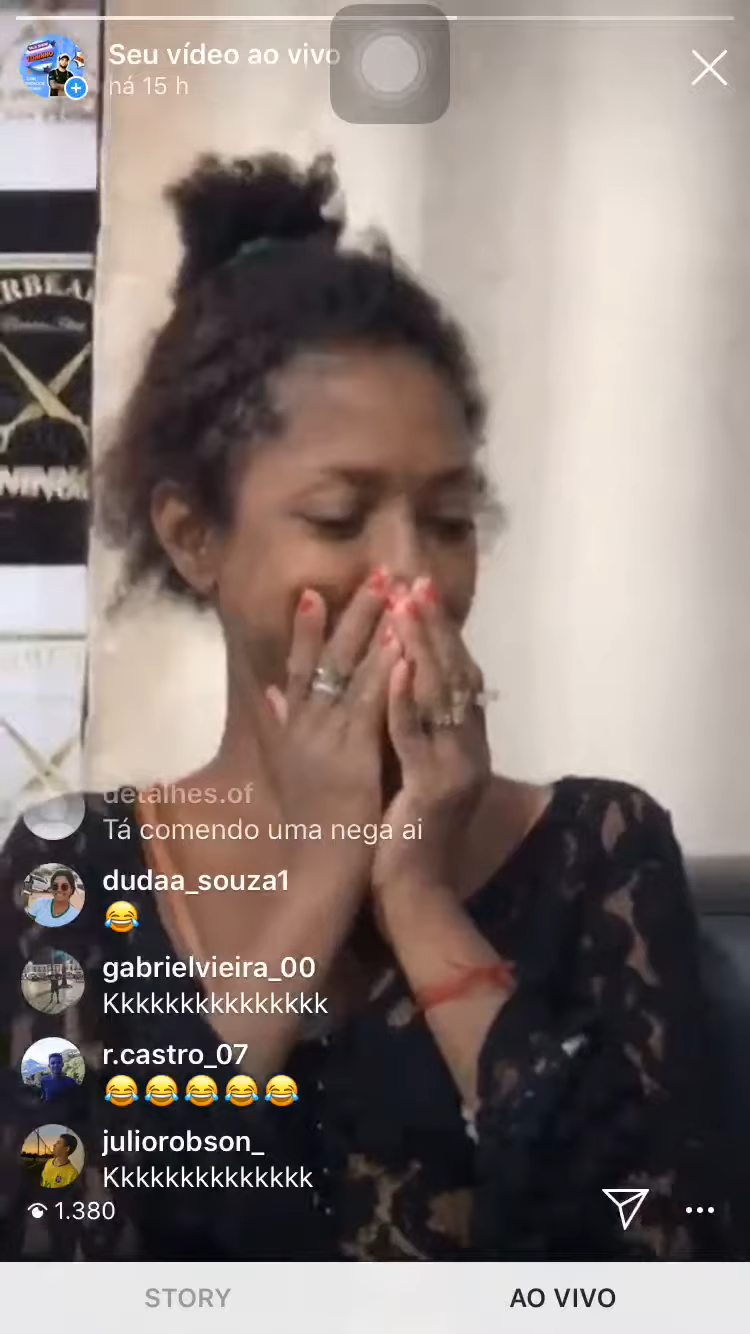 Seu vídeo ao vivo
há 15 h
detalhes.of
Tá comendo uma nega ai
dudaa_souza1
😂
gabrielvieira_00
Kkkkkkkkkkkkkkk
r.castro_07
😂😂😂😂😂
juliorobson_
Kkkkkkkkkkkkkk
1.380
STORY
AO VIVO